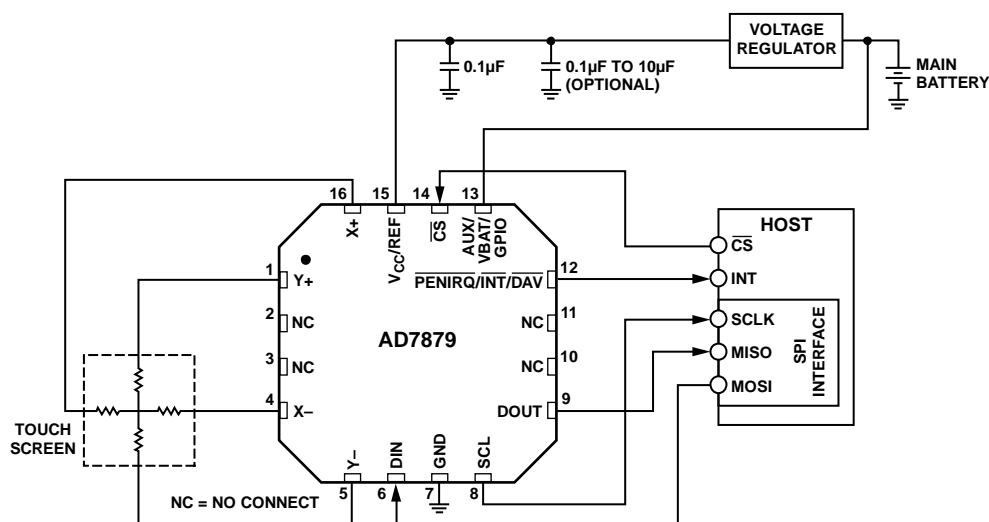 VOLTAGE
REGULATOR
0.1µF
0.1µF TO 10µF
(OPTIONAL)
MAIN
BATTERY
16
15
14
13
X+
VCC/REF
CS
AUX/
VBAT/
GPIO
HOST
CS
INT
SCLK
MISO
MOSI
SPI
INTERFACE
1
Y+
2
NC
3
NC
4
X–
AD7879
12
PENIRQ/INT/DAV
11
NC
10
NC
9
DOUT
TOUCH
SCREEN
Y–
DIN
GND
SCL
5
6
7
8
NC = NO CONNECT